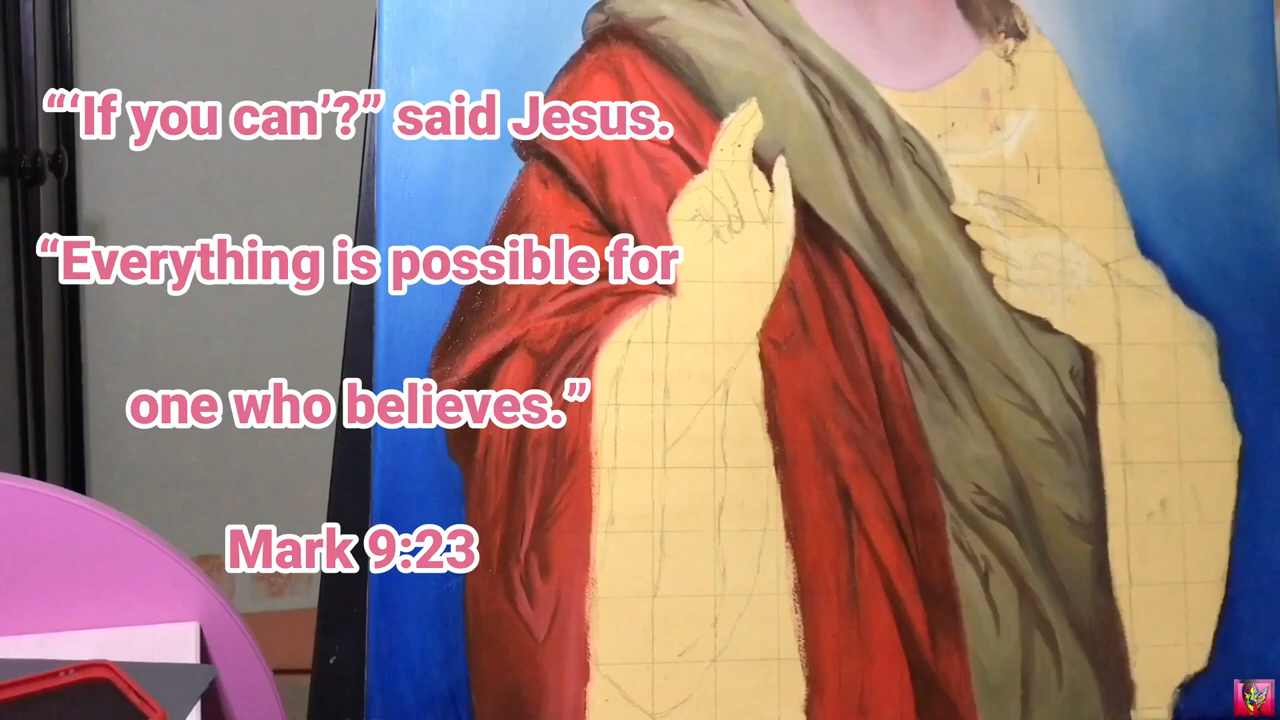 “‘If you can’?” said Jesus.
“Everything is possible for
one who believes.”
Mark 9:23